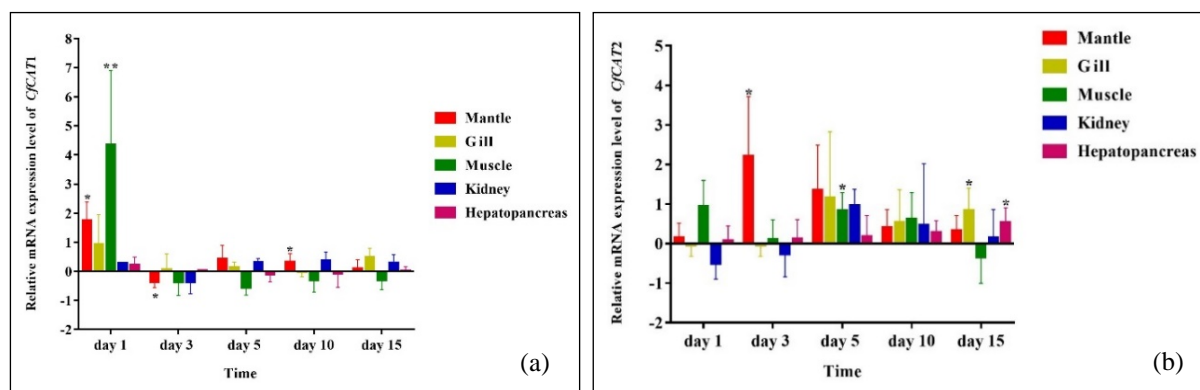 Relative mRNA expression level of CfCAT1
8
7
6
5
4
3
2
1
0
-1
-2
*
**
*
*
day 1 day 3 day 5 day 10 day 15
Time
Mantle
Gill
Muscle
Kidney
Hepatopancreas
(a)
Relative mRNA expression level of CfCAT2
5
4
3
2
1
0
-1
-2
*
*
*
*
day 1 day 3 day 5 day 10 day 15
Time
Mantle
Gill
Muscle
Kidney
Hepatopancreas
(b)